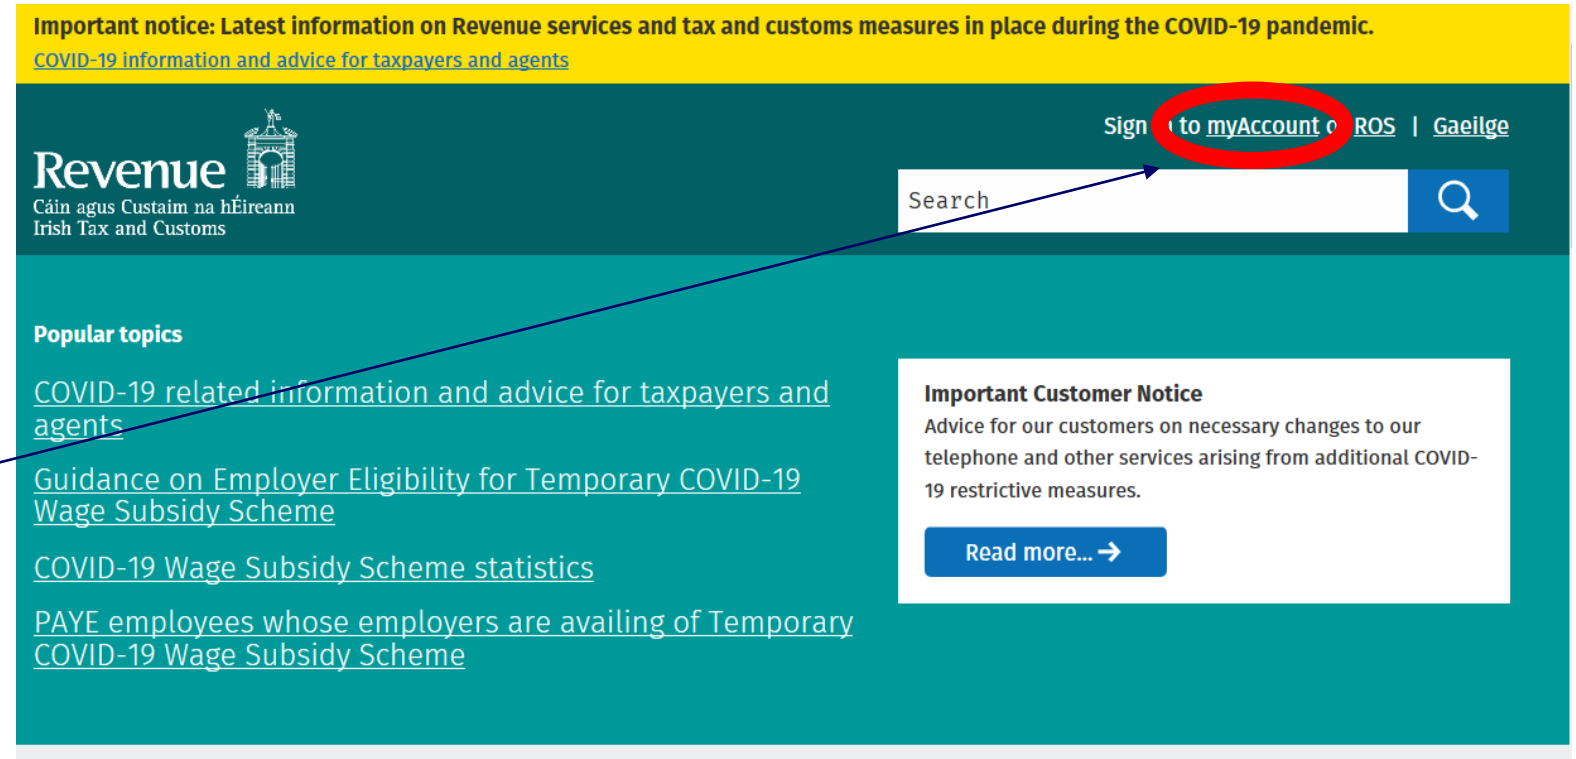 Important notice: Latest information on Revenue services and tax and customs measures in place during the COVID-19 pandemic.
COVID-19 information and advice for taxpayers and agents
Revenue
Cáin agus Custaim na hÉireann
Irish Tax and Customs
Sign to myAccount ROS | Gaeilge
Search
Popular topics
COVID-19 related information and advice for taxpayers and
agents
Guidance on Employer Eligibility for Temporary COVID-19
Wage Subsidy Scheme
COVID-19 Wage Subsidy Scheme statistics
PAYE employees whose employers are availing of Temporary
COVID-19 Wage Subsidy Scheme
Important Customer Notice
Advice for our customers on necessary changes to our
telephone and other services arising from additional COVID-
19 restrictive measures.
Read more...